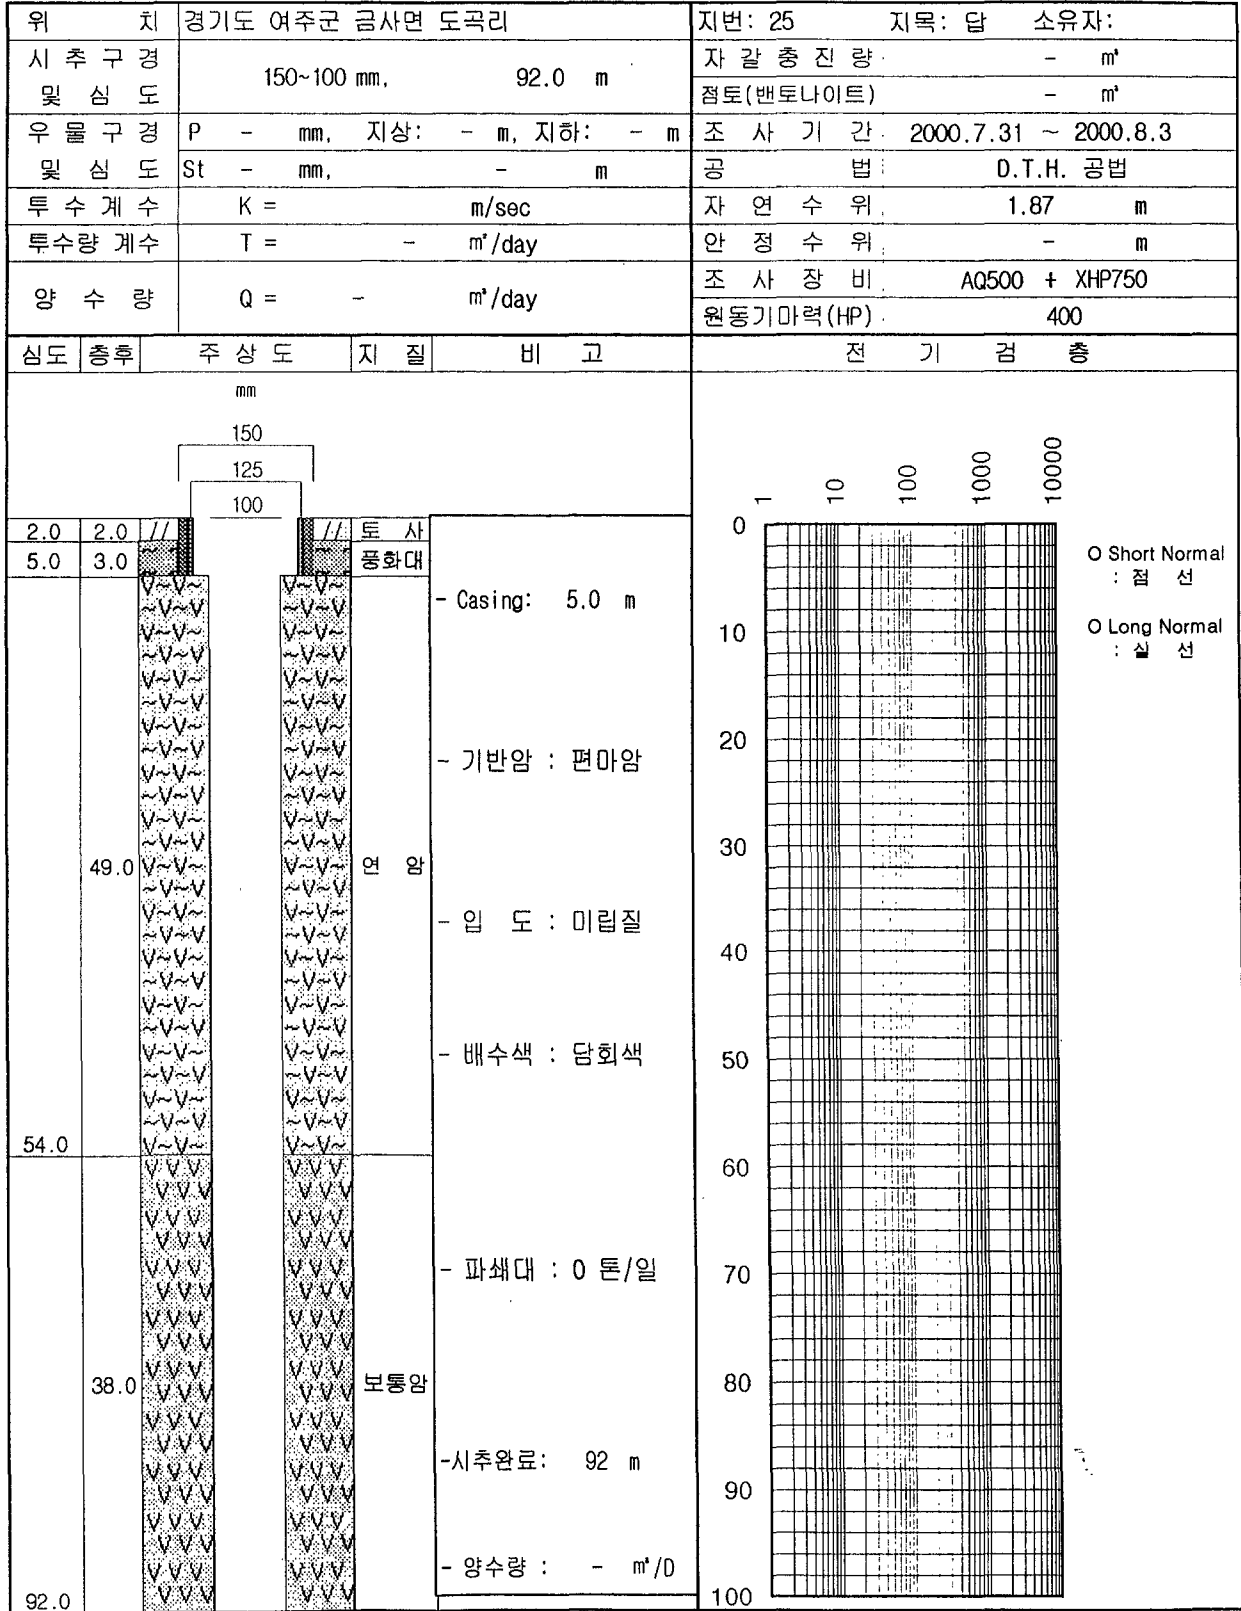 위 치 경기도 여주군 금사면 도곡리 지번: 25 지목: 답 소유자:
시 추 구 경 및 심 도 150~100 mm, 92.0 m
자 갈 충 진 량 - m³
점토(밴토나이트) - m³
우 물 구 경 및 심 도 P - mm, 지상: - m, 지하: - m
St - mm, - m
조 사 기 간 2000.7.31 ~ 2000.8.3
공 법 D.T.H. 공법
투 수 계 수 K = m/sec
자 연 수 위 1.87 m
투수량 계수 T = - m²/day
안 정 수 위 - m
양 수 량 Q = - m³/day
조 사 장 비 AQ500 + XHP750
원동기마력(HP) 400
심도 층후 주 상 도 지 질 비 고 전 기 검 층
mm
150
125
100
2.0 2.0 토 사
5.0 3.0 풍화대
- Casing: 5.0 m
- 기반암 : 편마암
49.0 연 암
- 입 도 : 미립질
- 배수색 : 담회색
54.0
- 파쇄대 : 0 톤/일
38.0 보통암
-시추완료: 92 m
- 양수량 : - m³/D
92.0
1 10 100 1000 10000
0
10
20
30
40
50
60
70
80
90
100
O Short Normal
: 점 선
O Long Normal
: 실 선